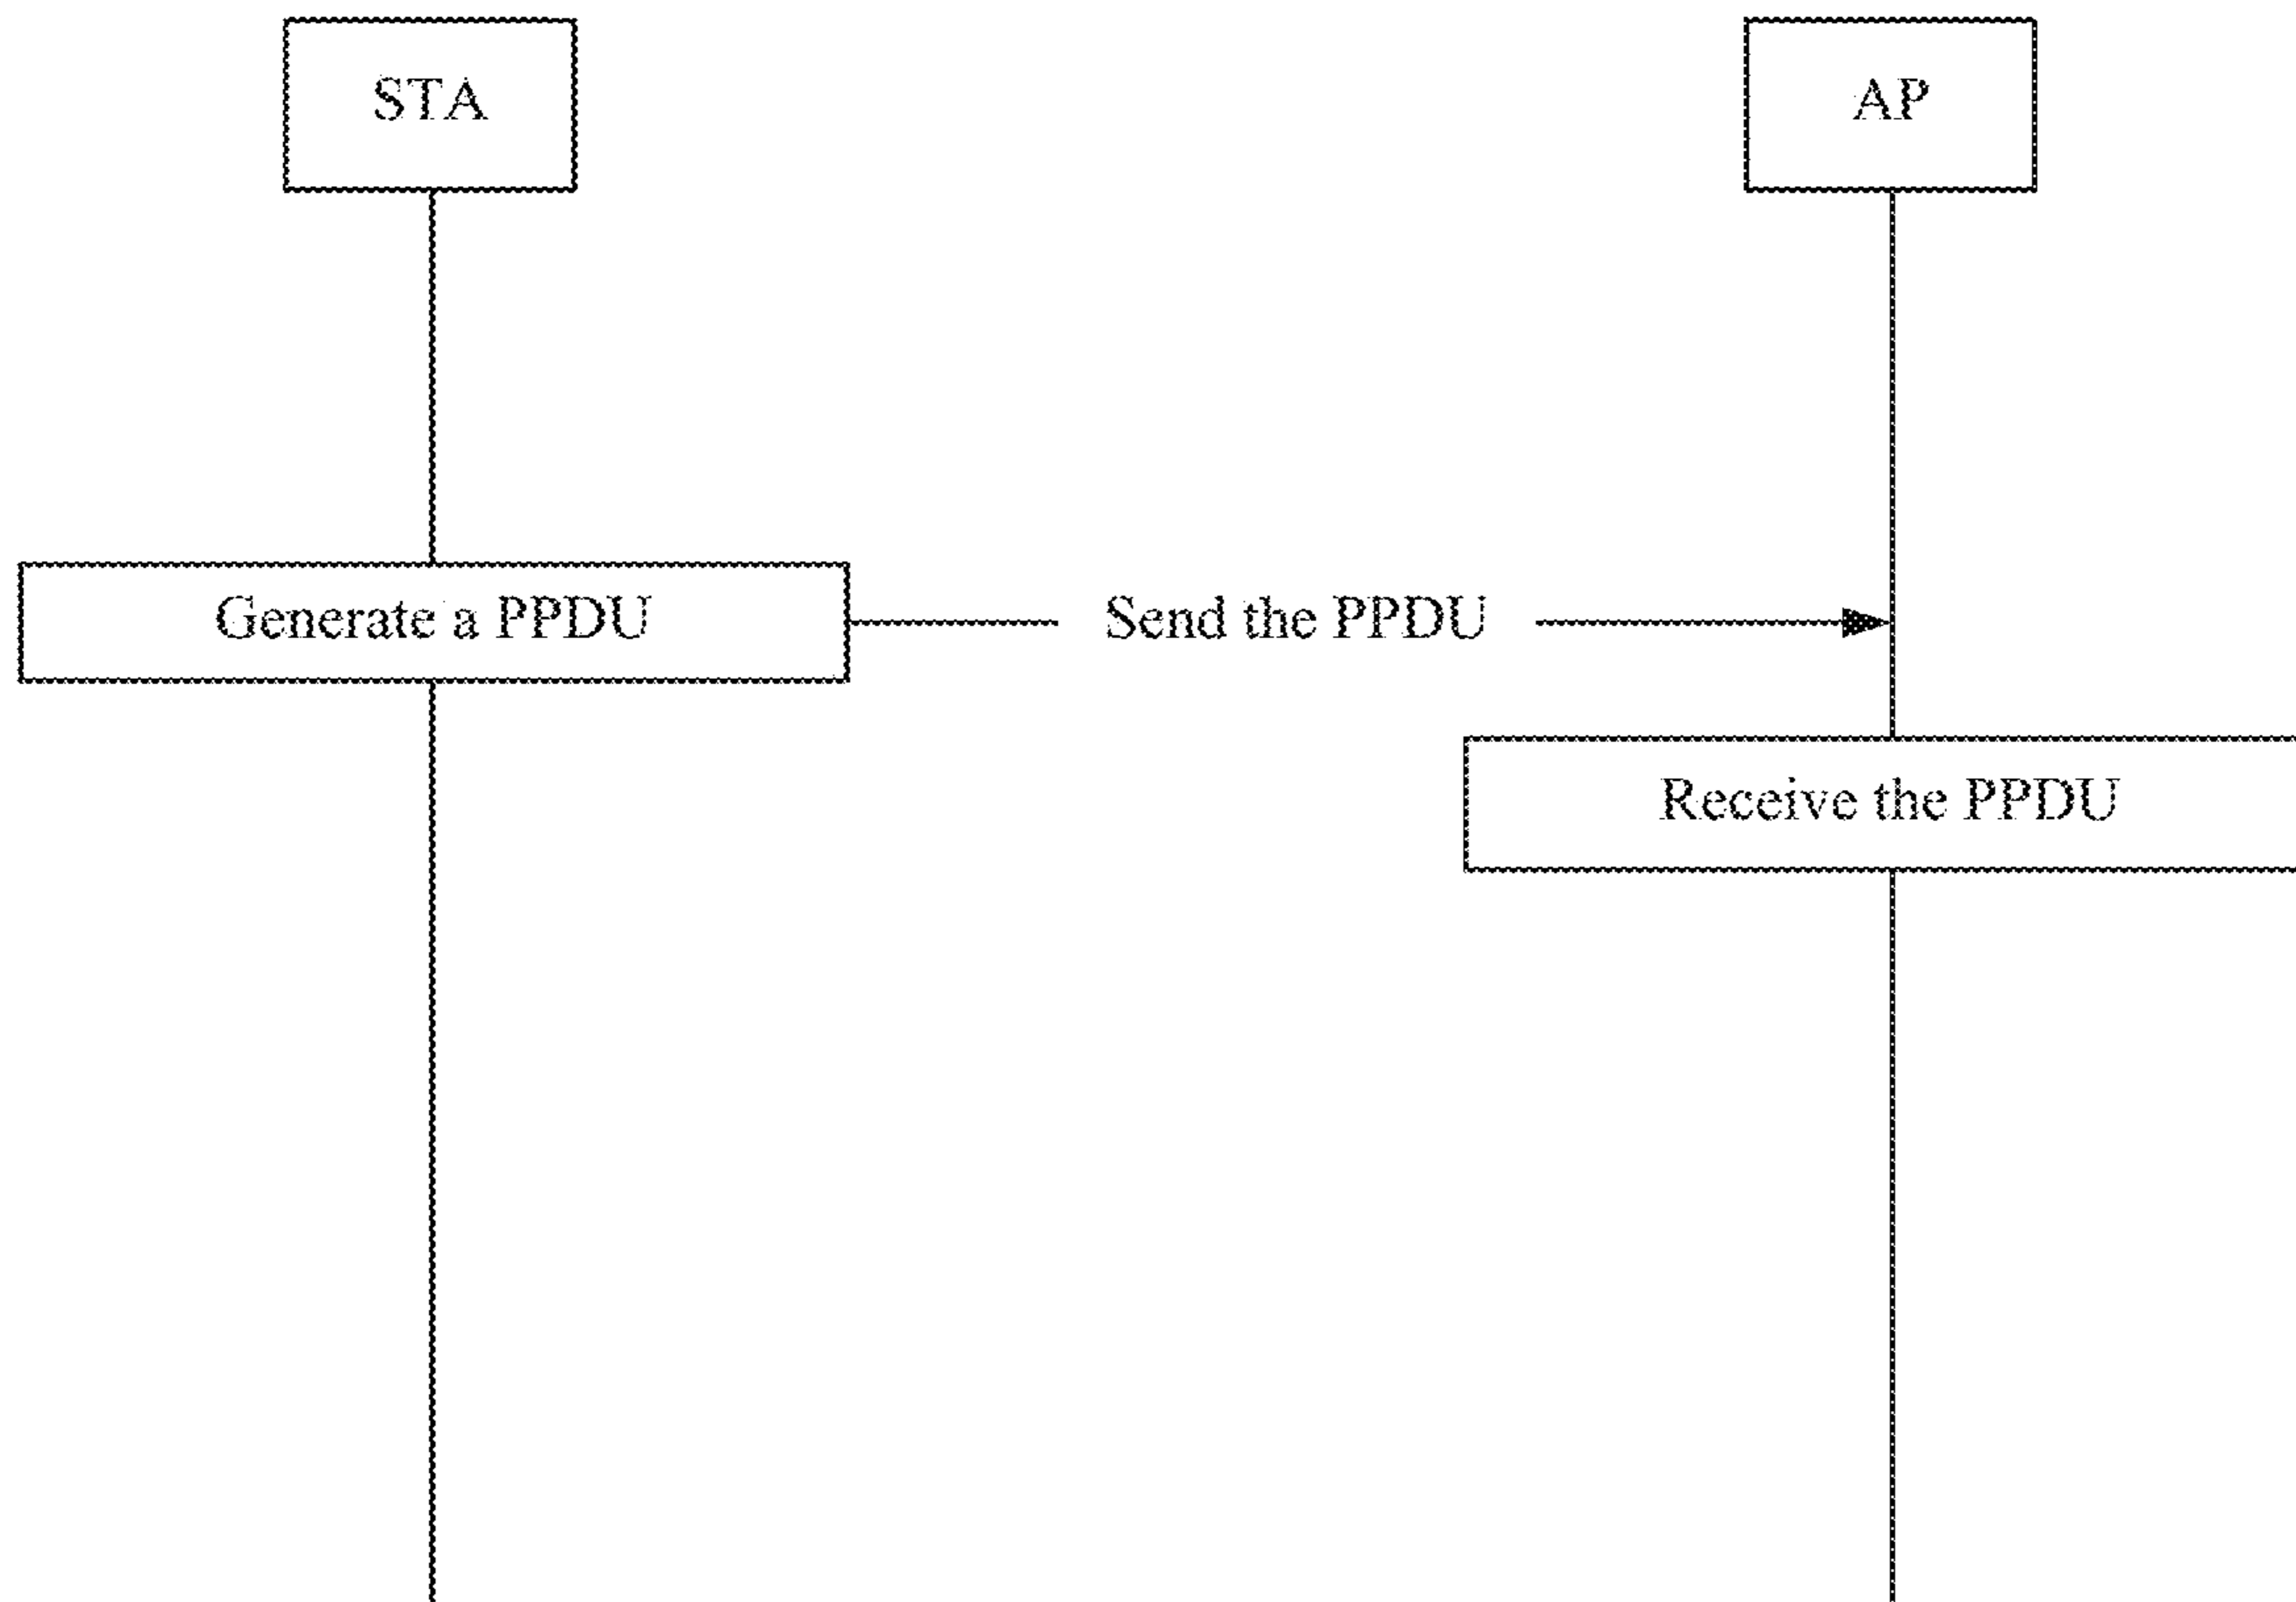 STA
AP
Generate a PPDU
Send the PPDU
Receive the PPDU